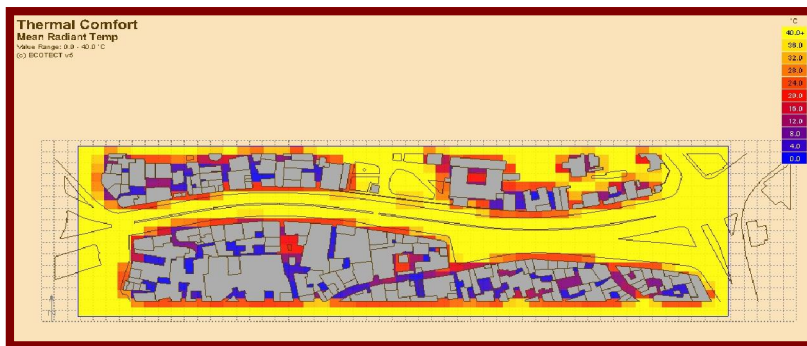 Thermal Comfort
Mean Radiant Temp
Value Range: 0.0 - 40.0 °C
(c) ECOTECT v5
°C
40.0+
36.0
32.0
28.0
24.0
20.0
16.0
12.0
8.0
4.0
0.0